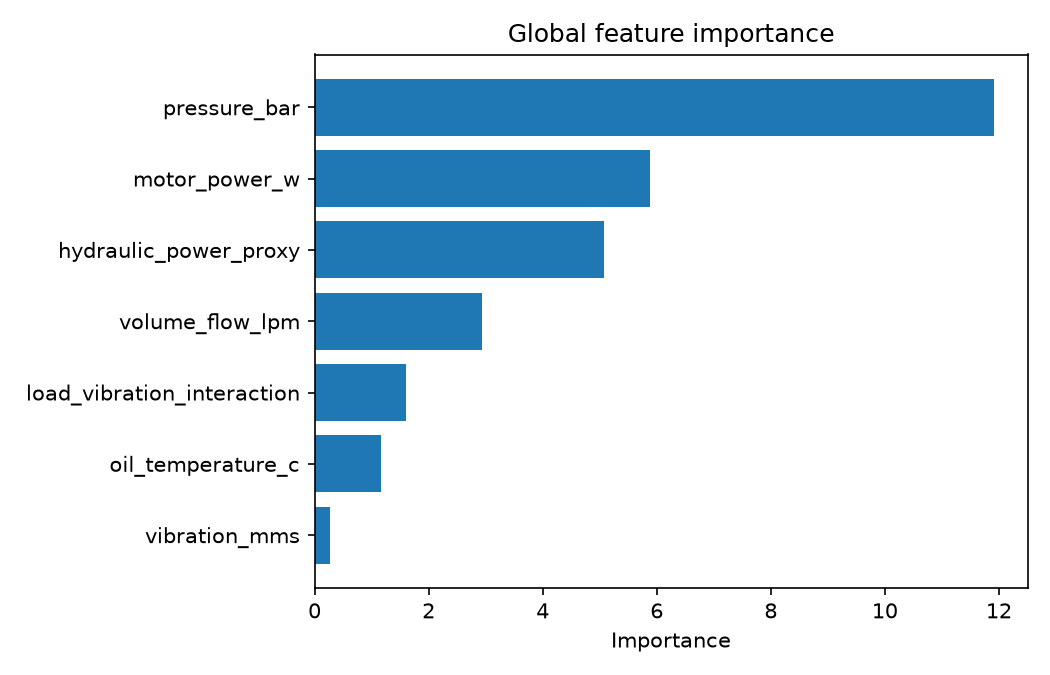 Global feature importance
pressure_bar
motor_power_w
hydraulic_power_proxy
volume_flow_lpm
load_vibration_interaction
oil_temperature_c
vibration_mms
0 2 4 6 8 10 12
Importance